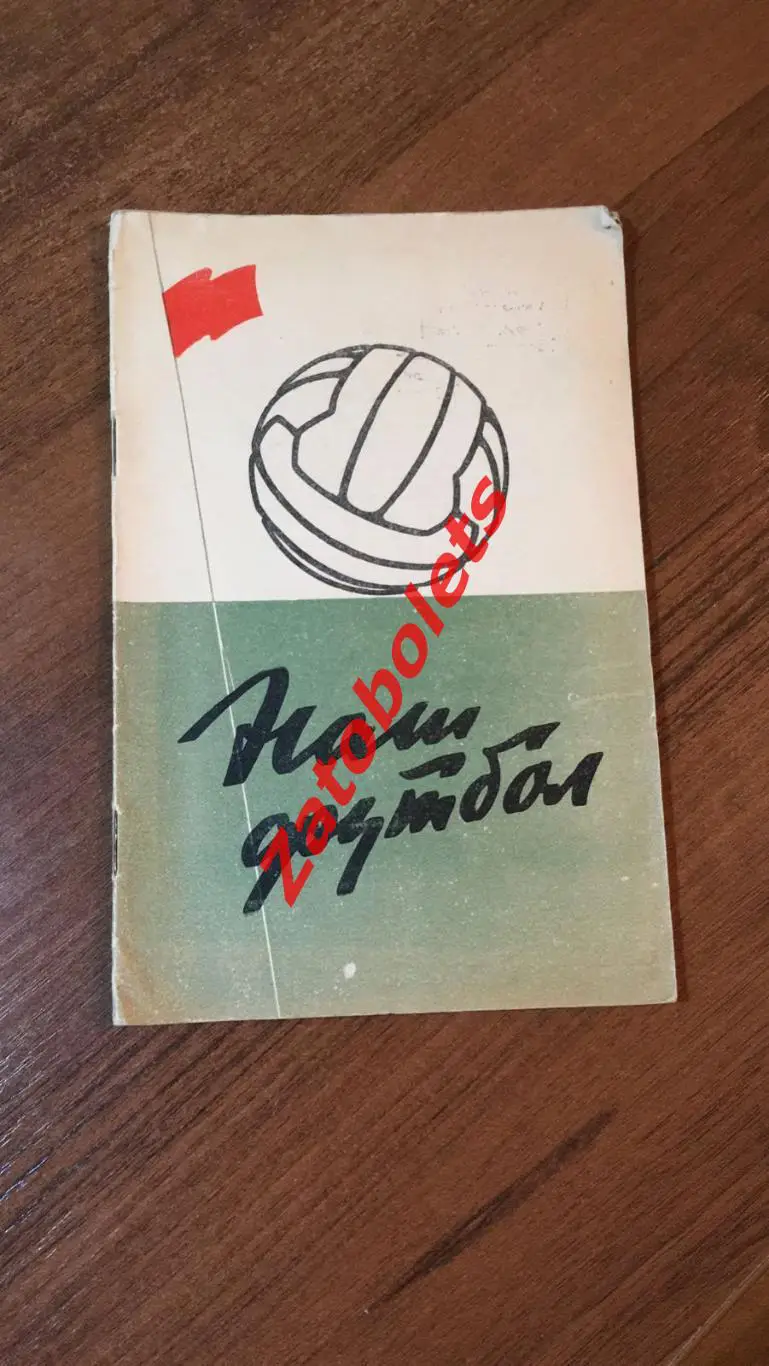 Наш
футбол
Zatobolets